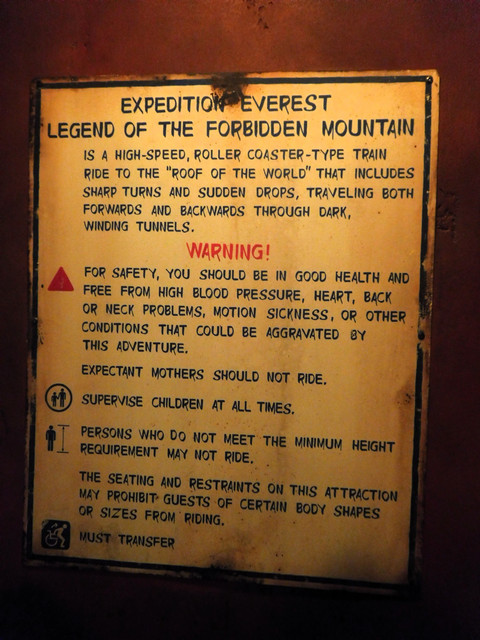 EXPEDITION EVEREST
LEGEND OF THE FORBIDDEN MOUNTAIN
IS A HIGH-SPEED, ROLLER COASTER-TYPE TRAIN
RIDE TO THE "ROOF OF THE WORLD" THAT INCLUDES
SHARP TURNS AND SUDDEN DROPS, TRAVELING BOTH
FORWARDS AND BACKWARDS THROUGH DARK,
WINDING TUNNELS.
WARNING!
FOR SAFETY, YOU SHOULD BE IN GOOD HEALTH AND
FREE FROM HIGH BLOOD PRESSURE, HEART, BACK
OR NECK PROBLEMS, MOTION SICKNESS, OR OTHER
CONDITIONS THAT COULD BE AGGRAVATED BY
THIS ADVENTURE.
EXPECTANT MOTHERS SHOULD NOT RIDE.
SUPERVISE CHILDREN AT ALL TIMES.
PERSONS WHO DO NOT MEET THE MINIMUM HEIGHT
REQUIREMENT MAY NOT RIDE.
THE SEATING AND RESTRAINTS ON THIS ATTRACTION
MAY PROHIBIT GUESTS OF CERTAIN BODY SHAPES
OR SIZES FROM RIDING.
MUST TRANSFER